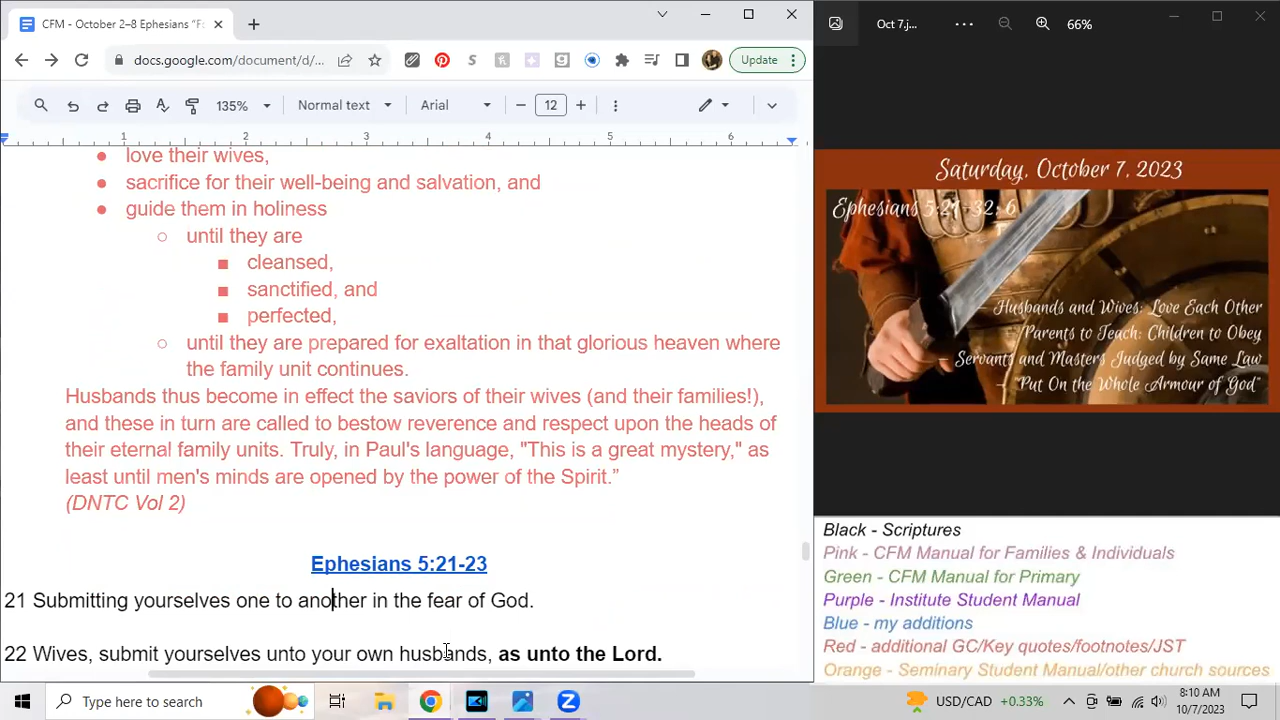 CFM - October 2–8 Ephesians “Fo
docs.google.com/document/d/...
Update
135%
Normal text
Arial
12
1 2 3 4 5 6
● love their wives,
● sacrifice for their well-being and salvation, and
● guide them in holiness
○ until they are
■ cleansed,
■ sanctified, and
■ perfected,
○ until they are prepared for exaltation in that glorious heaven where
the family unit continues.
Husbands thus become in effect the saviors of their wives (and their families!),
and these in turn are called to bestow reverence and respect upon the heads of
their eternal family units. Truly, in Paul's language, "This is a great mystery," as
least until men's minds are opened by the power of the Spirit.”
(DNTC Vol 2)
Ephesians 5:21-23
21 Submitting yourselves one to another in the fear of God.
22 Wives, submit yourselves unto your own husbands, as unto the Lord.
Type here to search
Oct 7.j...
66%
Saturday, October 7, 2023
Ephesians 5:21-32; 6
– Husbands and Wives: Love Each Other
– Parents to Teach: Children to Obey
– Servants and Masters Judged by Same Law
– "Put On the Whole Armour of God"
Black - Scriptures
Pink - CFM Manual for Families & Individuals
Green - CFM Manual for Primary
Purple - Institute Student Manual
Blue - my additions
Red - additional GC/Key quotes/footnotes/JST
Orange - Seminary Student Manual/other church sources
USD/CAD +0.33%
8:10 AM
10/7/2023